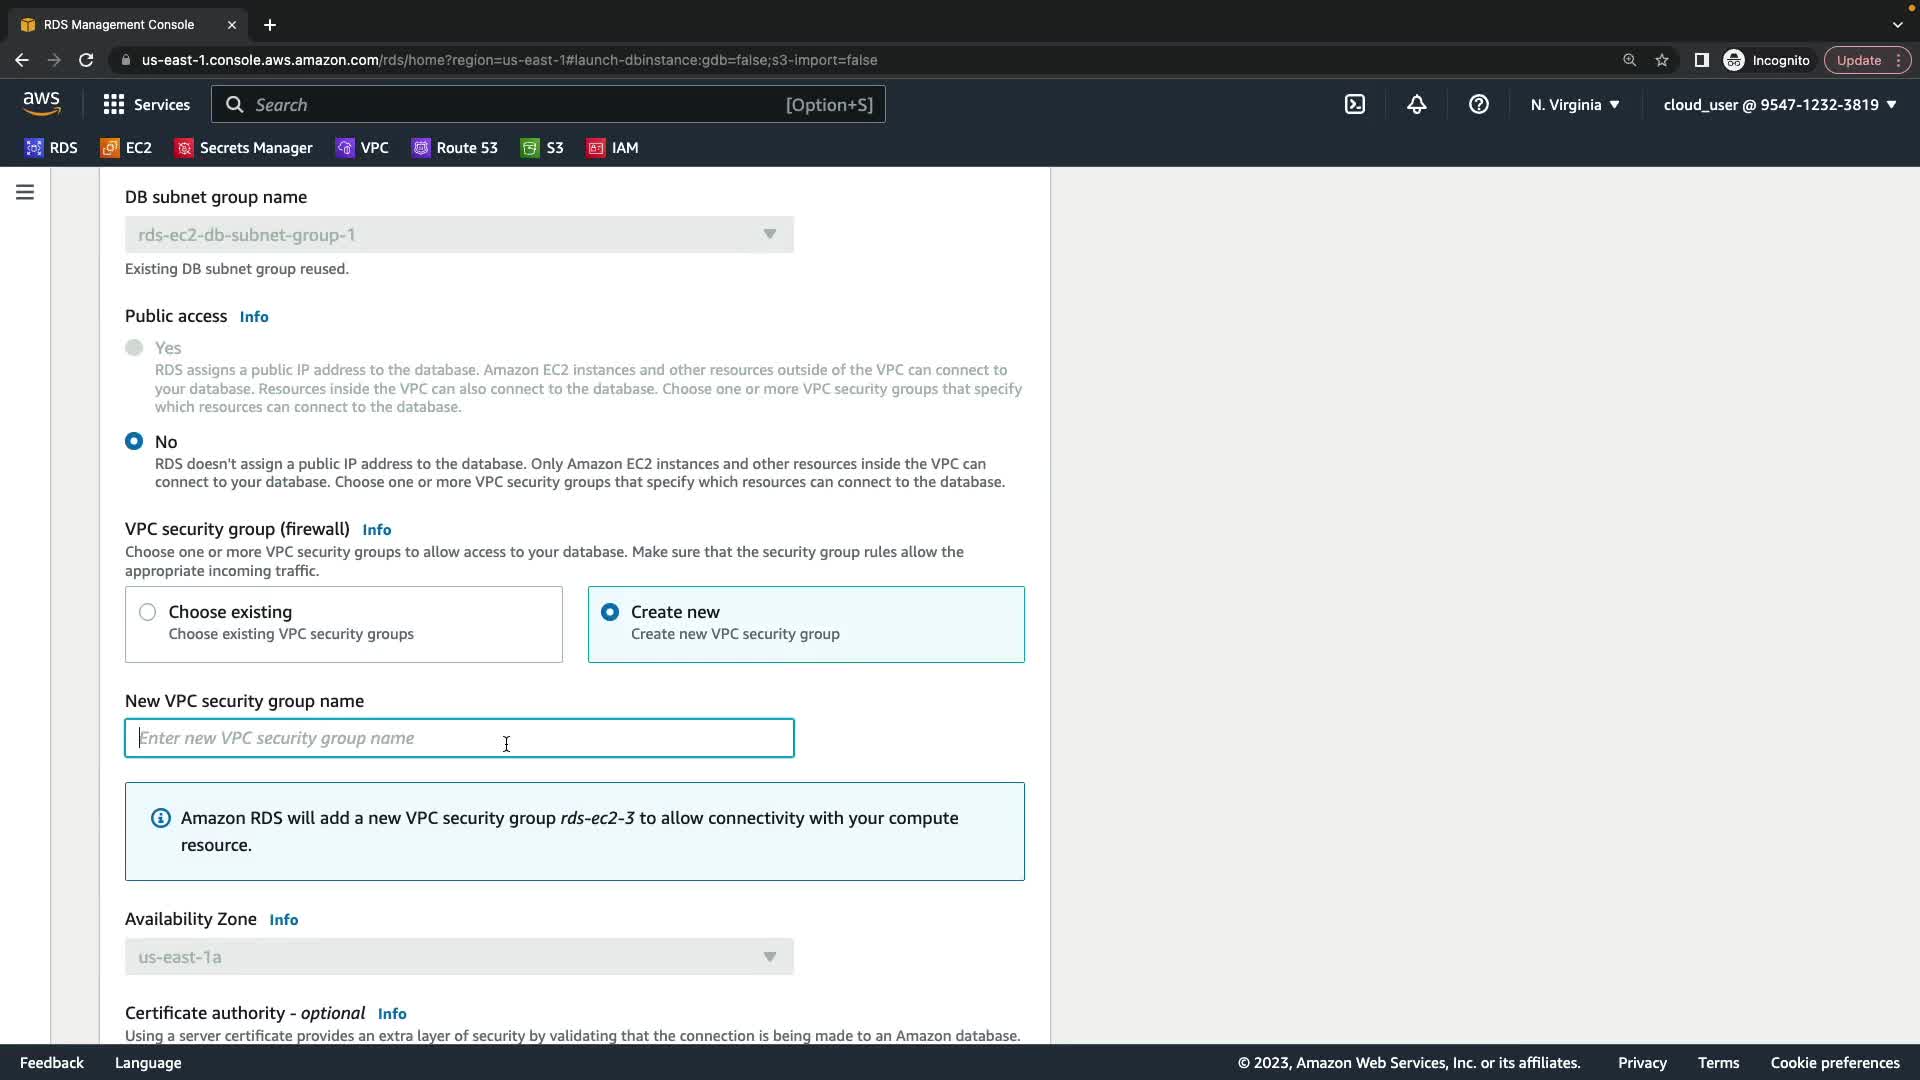 RDS Management Console
us-east-1.console.aws.amazon.com/rds/home?region=us-east-1#launch-dbinstance:gdb=false;s3-import=false
Incognito
Update
aws
Services
Search
[Option+S]
N. Virginia
cloud_user @ 9547-1232-3819
RDS
EC2
Secrets Manager
VPC
Route 53
S3
IAM
DB subnet group name
rds-ec2-db-subnet-group-1
Existing DB subnet group reused.
Public access Info
Yes
RDS assigns a public IP address to the database. Amazon EC2 instances and other resources outside of the VPC can connect to
your database. Resources inside the VPC can also connect to the database. Choose one or more VPC security groups that specify
which resources can connect to the database.
No
RDS doesn't assign a public IP address to the database. Only Amazon EC2 instances and other resources inside the VPC can
connect to your database. Choose one or more VPC security groups that specify which resources can connect to the database.
VPC security group (firewall) Info
Choose one or more VPC security groups to allow access to your database. Make sure that the security group rules allow the
appropriate incoming traffic.
Choose existing
Choose existing VPC security groups
Create new
Create new VPC security group
New VPC security group name
Enter new VPC security group name
Amazon RDS will add a new VPC security group rds-ec2-3 to allow connectivity with your compute
resource.
Availability Zone Info
us-east-1a
Certificate authority - optional Info
Using a server certificate provides an extra layer of security by validating that the connection is being made to an Amazon database.
Feedback
Language
© 2023, Amazon Web Services, Inc. or its affiliates.
Privacy
Terms
Cookie preferences